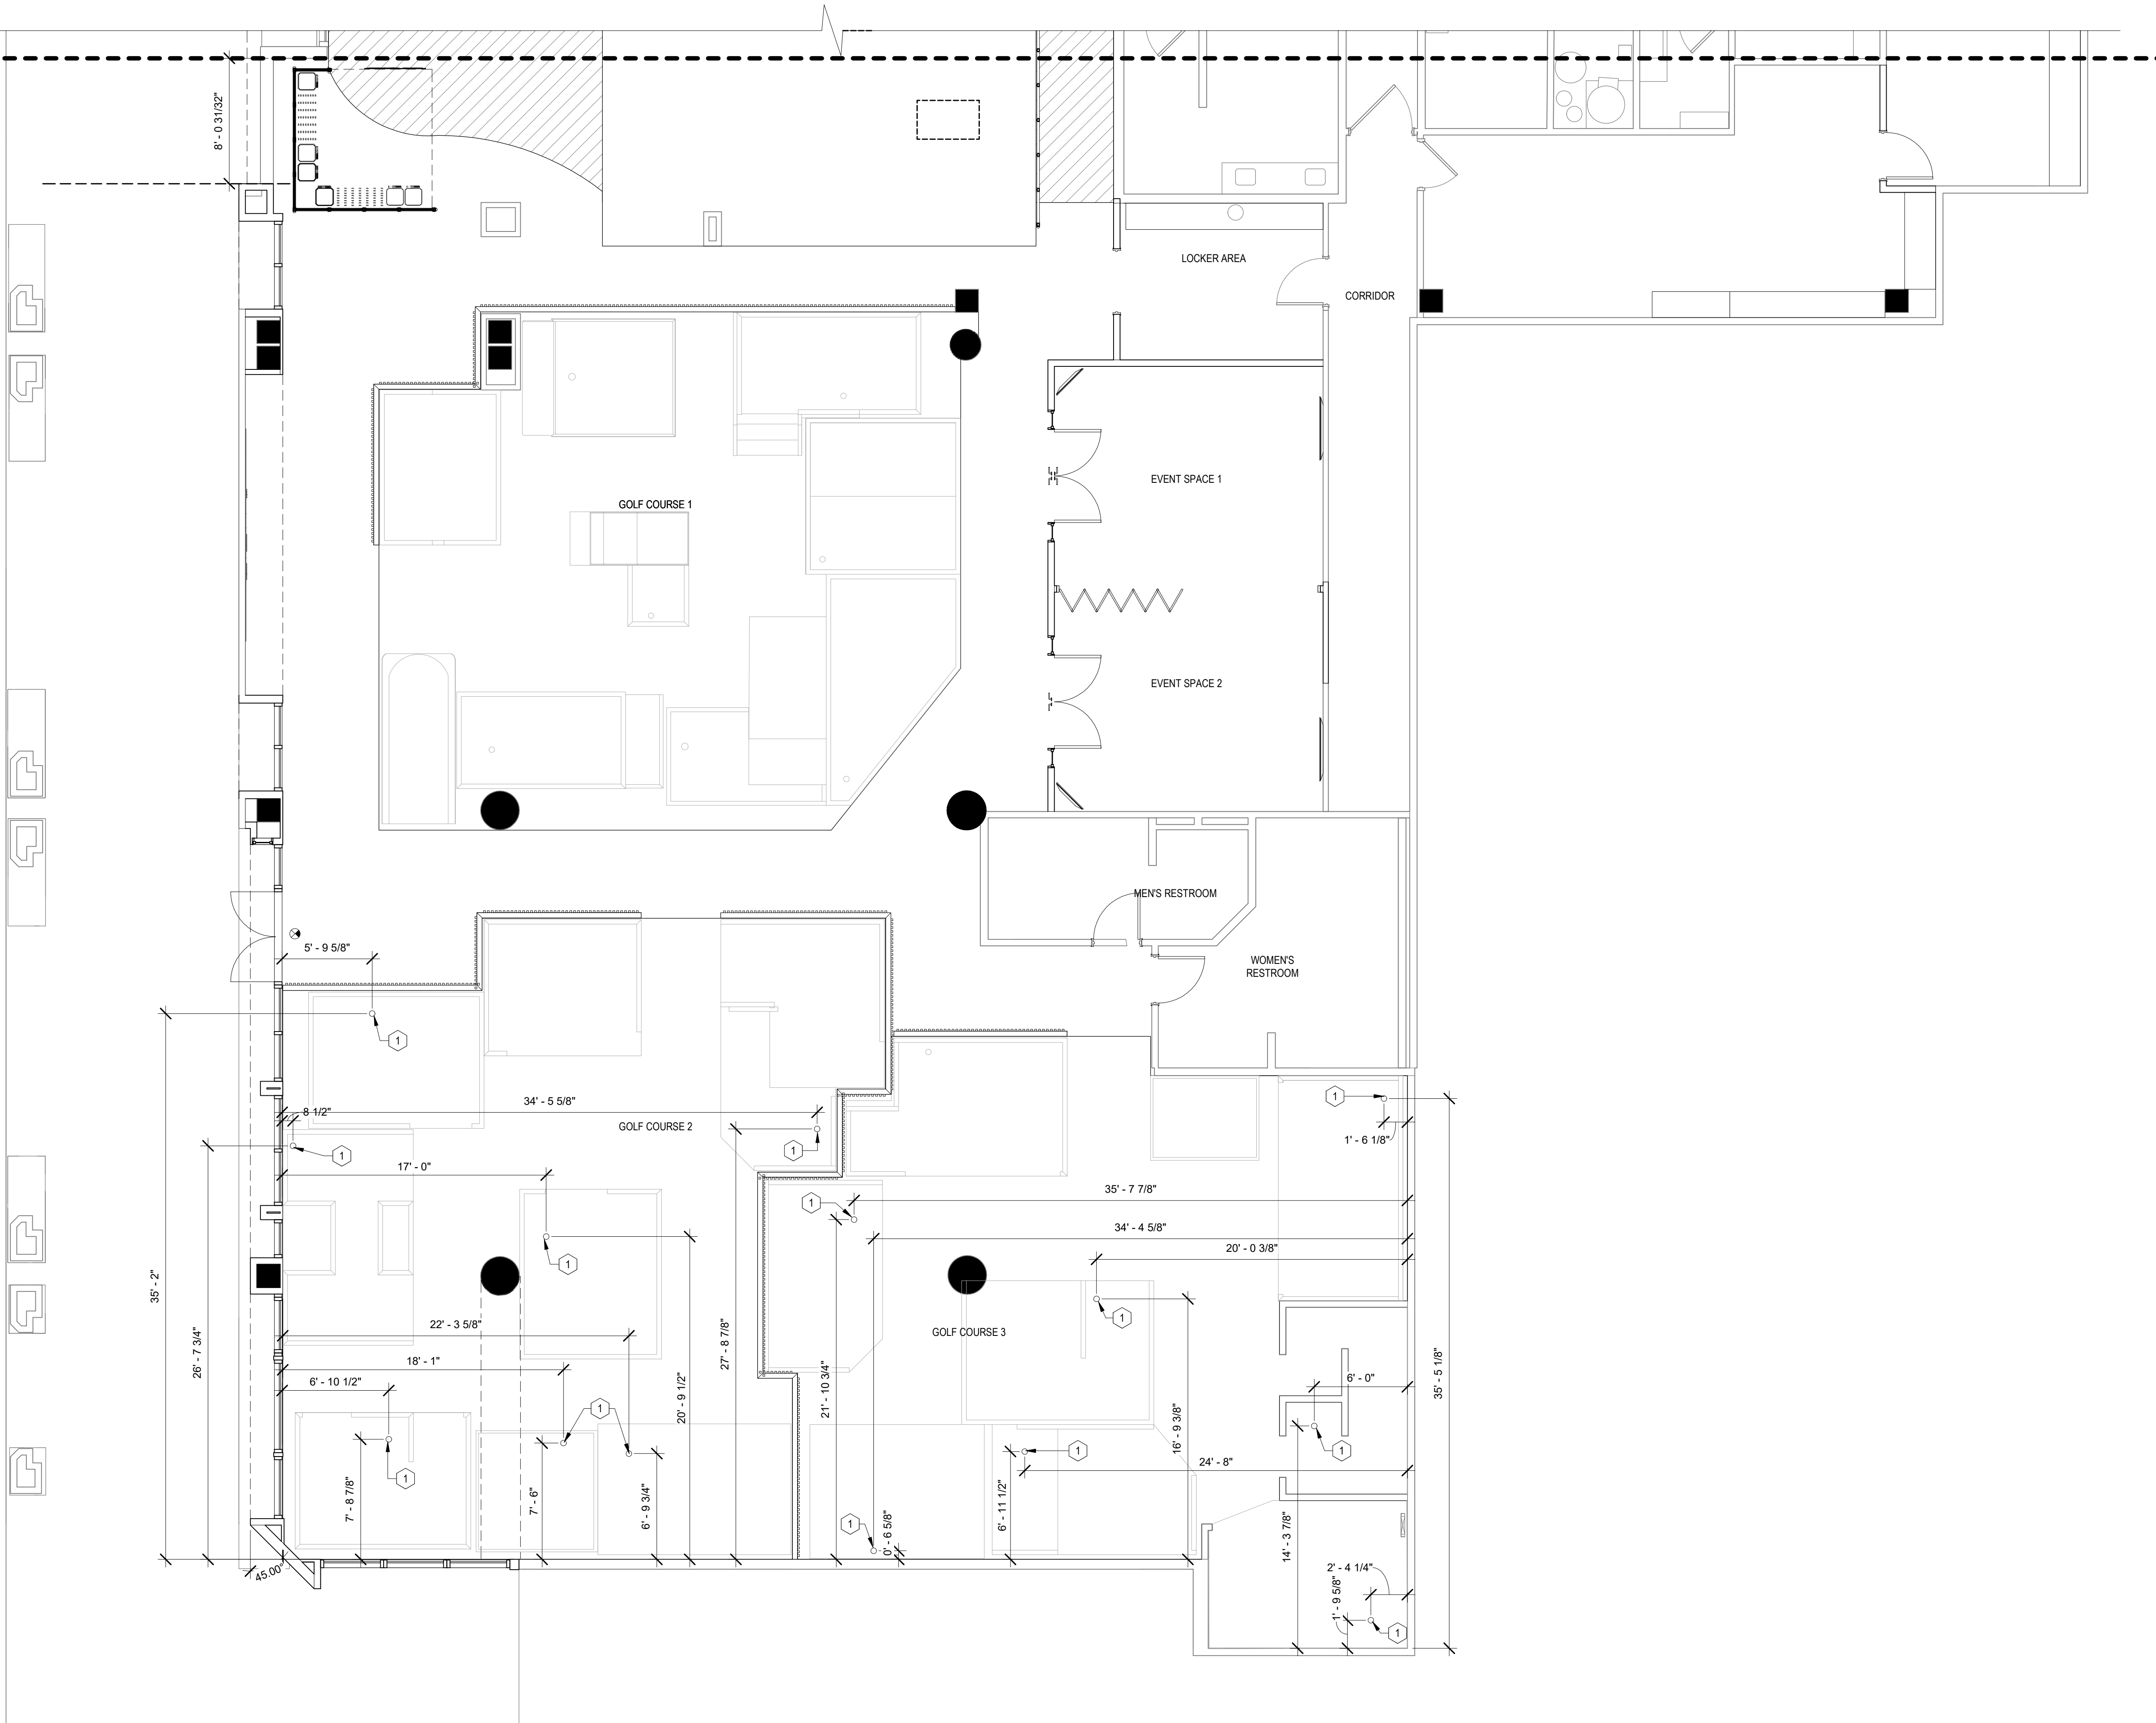 8' - 0 31/32"
LOCKER AREA
CORRIDOR
EVENT SPACE 1
GOLF COURSE 1
EVENT SPACE 2
MEN'S RESTROOM
5' - 9 5/8"
WOMEN'S
RESTROOM
1
1
34' - 5 5/8"
8 1/2"
GOLF COURSE 2
1' - 6 1/8"
1
1
17' - 0"
35' - 7 7/8"
1
34' - 4 5/8"
20' - 0 3/8"
1
35' - 2"
1
22' - 3 5/8"
GOLF COURSE 3
26' - 7 3/4"
27' - 8 7/8"
18' - 1"
6' - 10 1/2"
20' - 9 1/2"
21' - 10 3/4"
6' - 0"
35' - 5 1/8"
1
16' - 9 3/8"
1
1
24' - 8"
1
7' - 8 7/8"
7' - 6"
6' - 9 3/4"
6' - 11 1/2"
1
0' - 6 5/8"
14' - 3 7/8"
45.00°
2' - 4 1/4"
1' - 9 5/8"
1